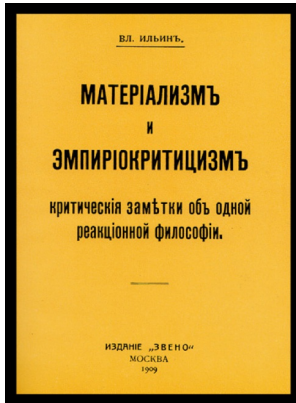 ВЛ. ИЛЬИНЪ.
МАТЕРІАЛИЗМЪ
И
ЭМПИРІОКРИТИЦИЗМЪ
критическія замѣтки объ одной
реакціонной философіи.
ИЗДАНІЕ „ЗВЕНО“
МОСКВА
1909